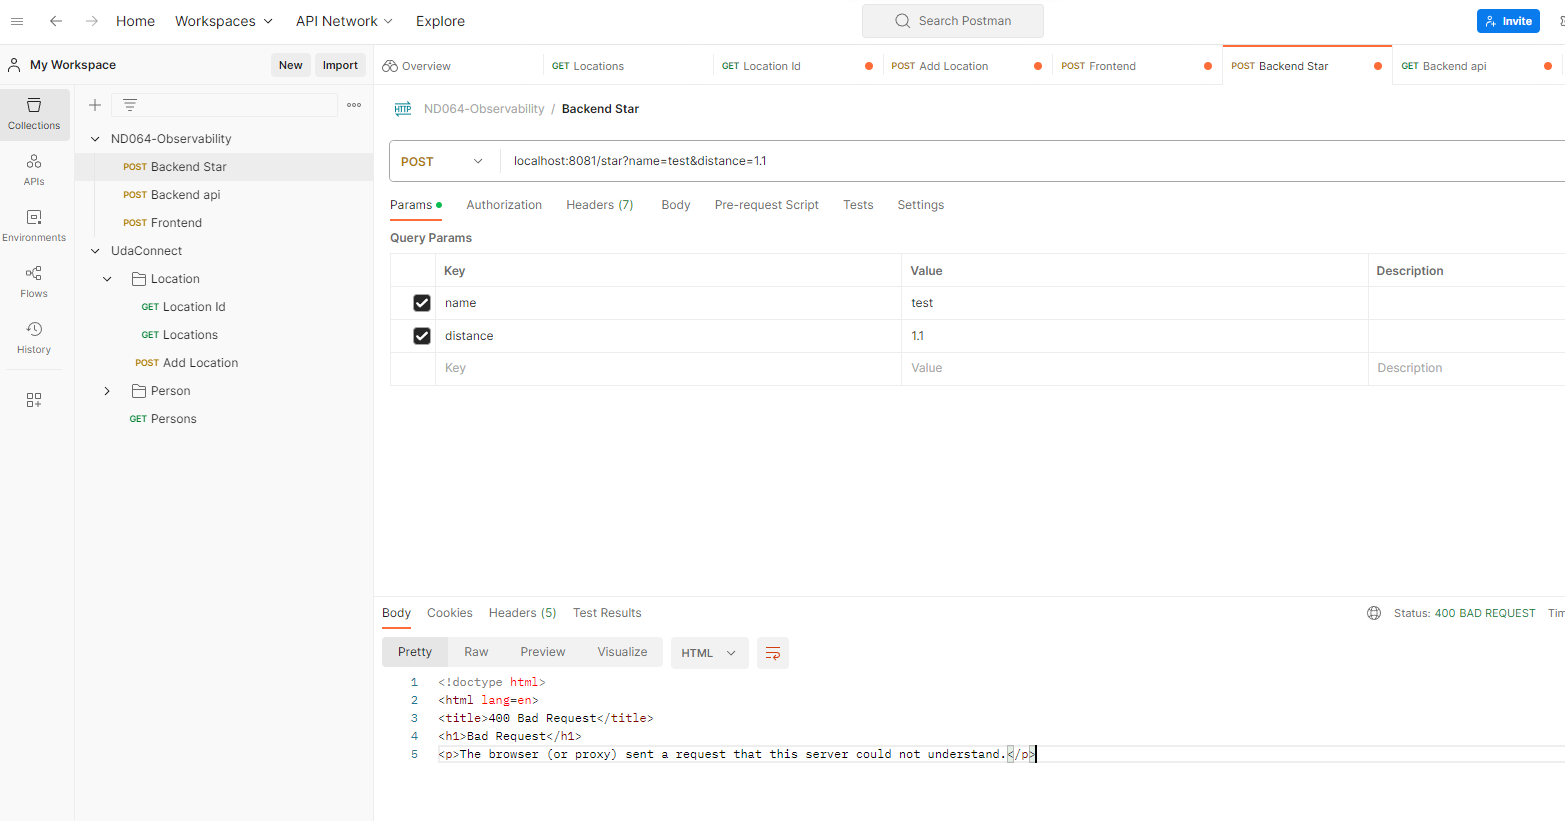 Home Workspaces API Network Explore Search Postman Invite
My Workspace New Import
Overview GET Locations GET Location Id POST Add Location POST Frontend POST Backend Star GET Backend api
Collections
APIs
Environments
Flows
History
ND064-Observability
POST Backend Star
POST Backend api
POST Frontend
UdaConnect
Location
GET Location Id
GET Locations
POST Add Location
Person
GET Persons
HTTP ND064-Observability / Backend Star
POST localhost:8081/star?name=test&distance=1.1
Params Authorization Headers (7) Body Pre-request Script Tests Settings
Query Params
Key Value Description
name test
distance 1.1
Key Value Description
Body Cookies Headers (5) Test Results Status: 400 BAD REQUEST Tim
Pretty Raw Preview Visualize HTML
1 <!doctype html>
2 <html lang=en>
3 <title>400 Bad Request</title>
4 <h1>Bad Request</h1>
5 <p>The browser (or proxy) sent a request that this server could not understand.</p>